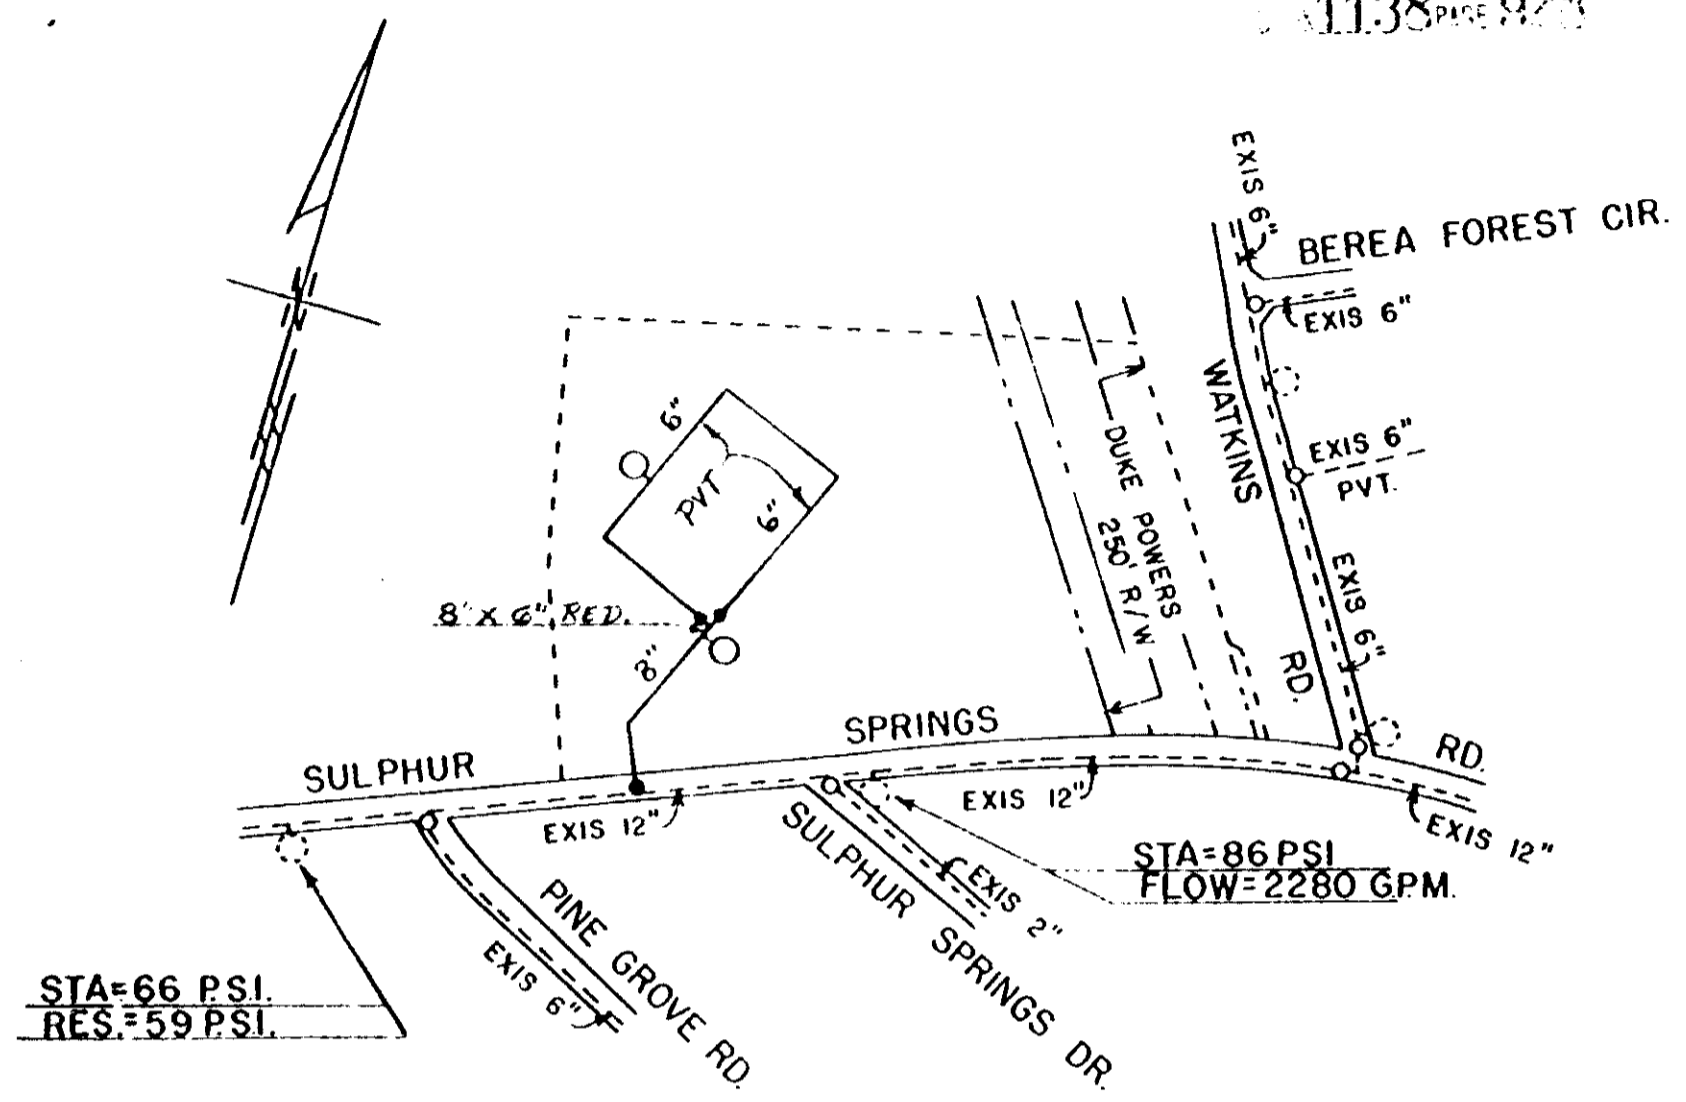 1138 PAGE
EXIS 6"
BEREA FOREST CIR.
EXIS 6"
WATKINS
RD.
EXIS 6"
PVT.
EXIS 6"
DUKE POWERS
250' R/W
6"
PVT
6"
8" X 6" RED.
8"
SULPHUR
SPRINGS
RD.
EXIS 12"
EXIS 12"
EXIS 12"
STA=86 PSI
FLOW=2280 G.P.M.
EXIS 2"
SULPHUR SPRINGS DR.
PINE GROVE RD.
EXIS 6"
STA=66 P.S.I.
RES.=59 P.S.I.